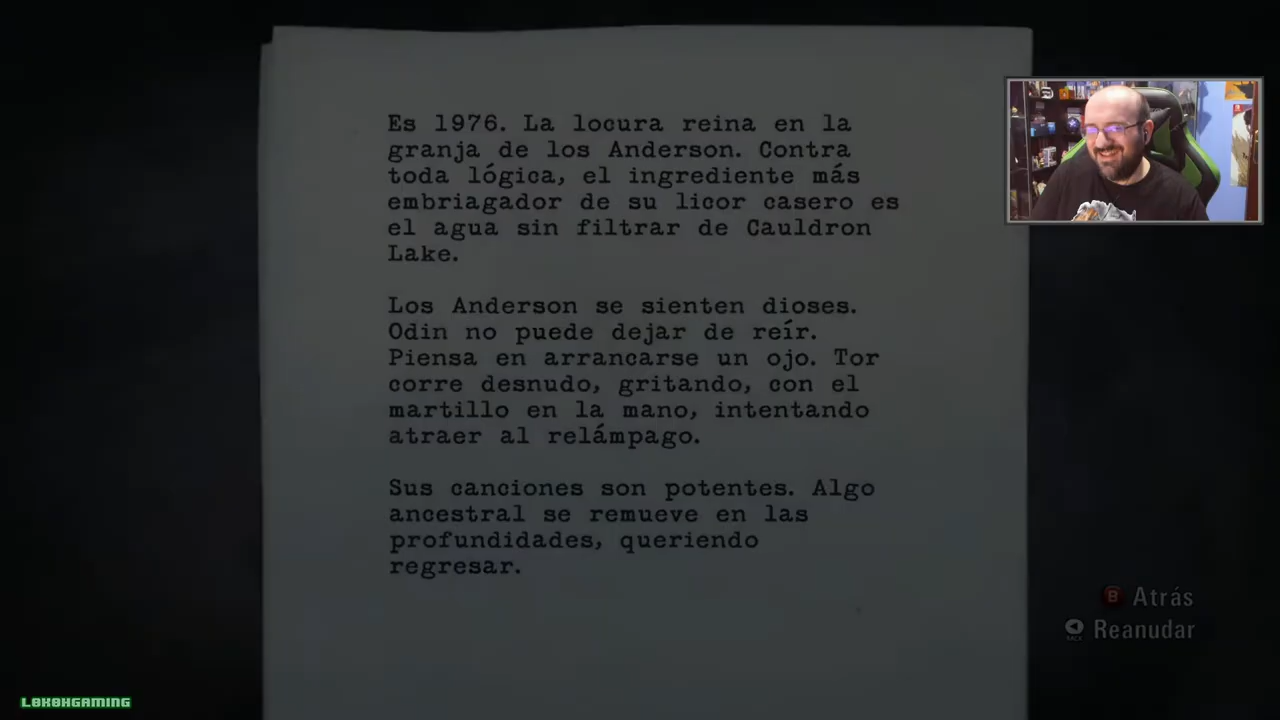 Es 1976. La locura reina en la
granja de los Anderson. Contra
toda lógica, el ingrediente más
embriagador de su licor casero es
el agua sin filtrar de Cauldron
Lake.
Los Anderson se sienten dioses.
Odin no puede dejar de reír.
Piensa en arrancarse un ojo. Tor
corre desnudo, gritando, con el
martillo en la mano, intentando
atraer al relámpago.
Sus canciones son potentes. Algo
ancestral se remueve en las
profundidades, queriendo
regresar.
B Atrás
BACK Reanudar
L0K0XGAMING